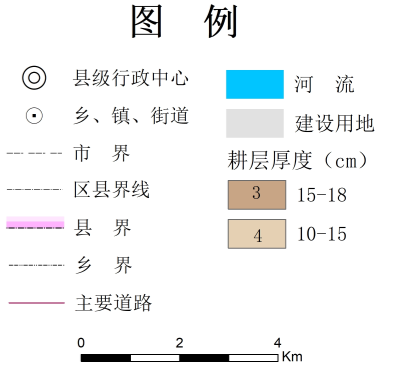 图 例
县级行政中心
乡、镇、街道
市 界
区县界线
县 界
乡 界
主要道路
河 流
建设用地
耕层厚度（cm）
3 15-18
4 10-15
0 2 4
Km